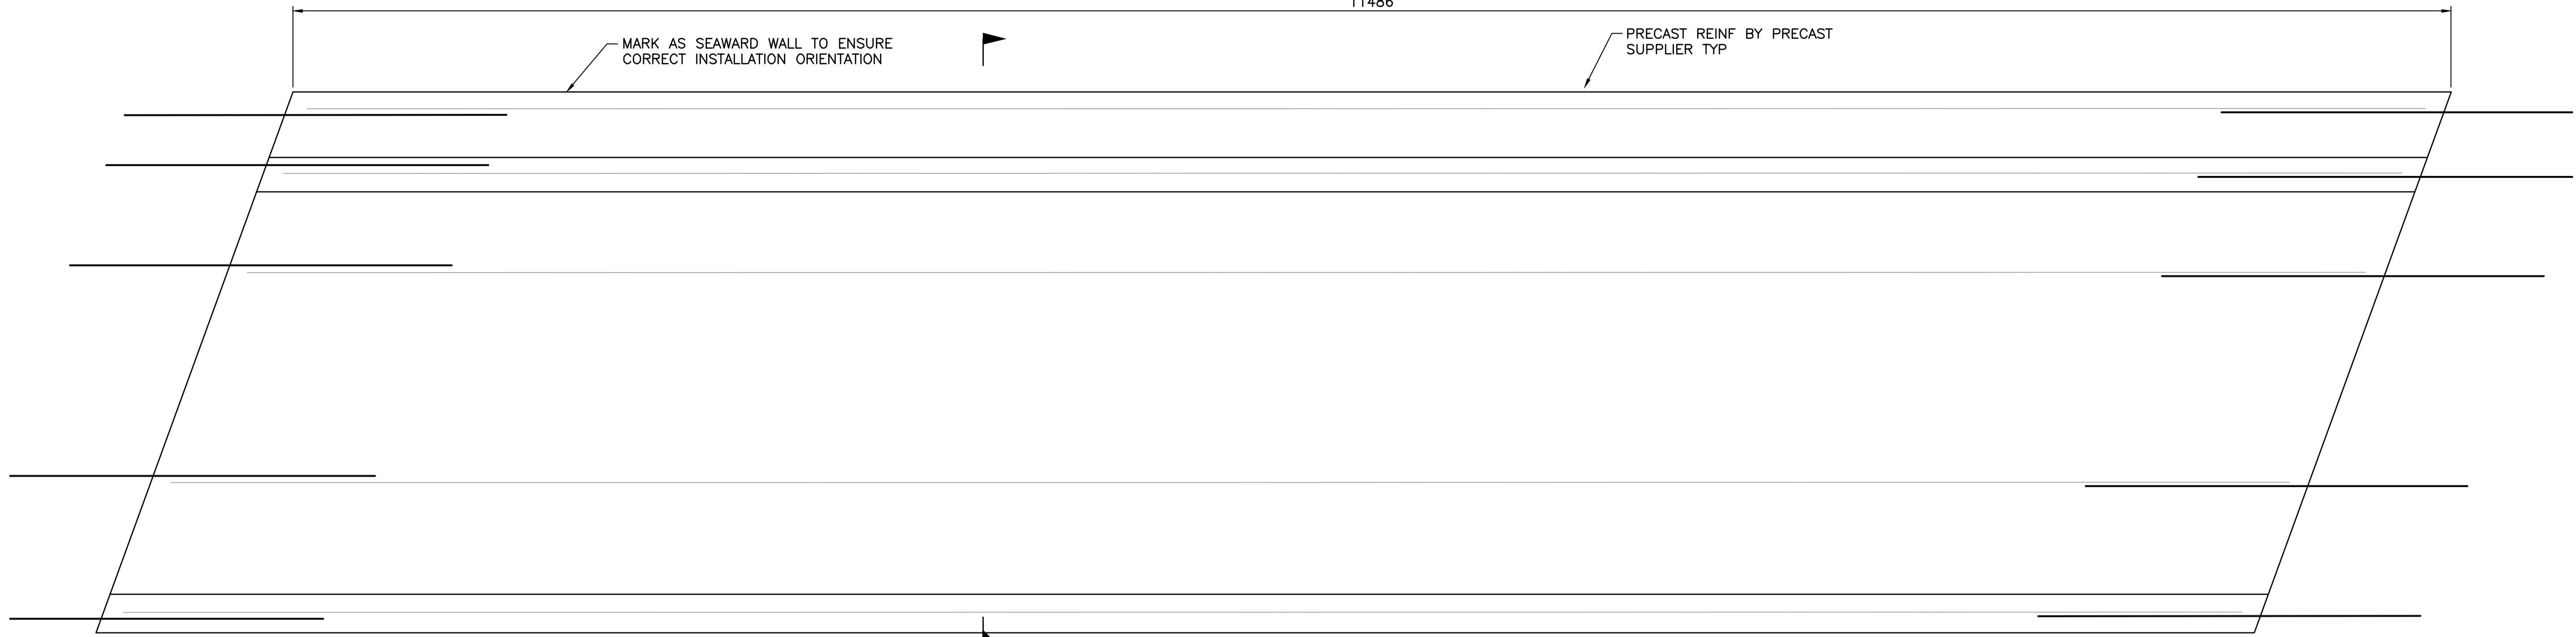 11486
MARK AS SEAWARD WALL TO ENSURE
CORRECT INSTALLATION ORIENTATION
PRECAST REINF BY PRECAST
SUPPLIER TYP